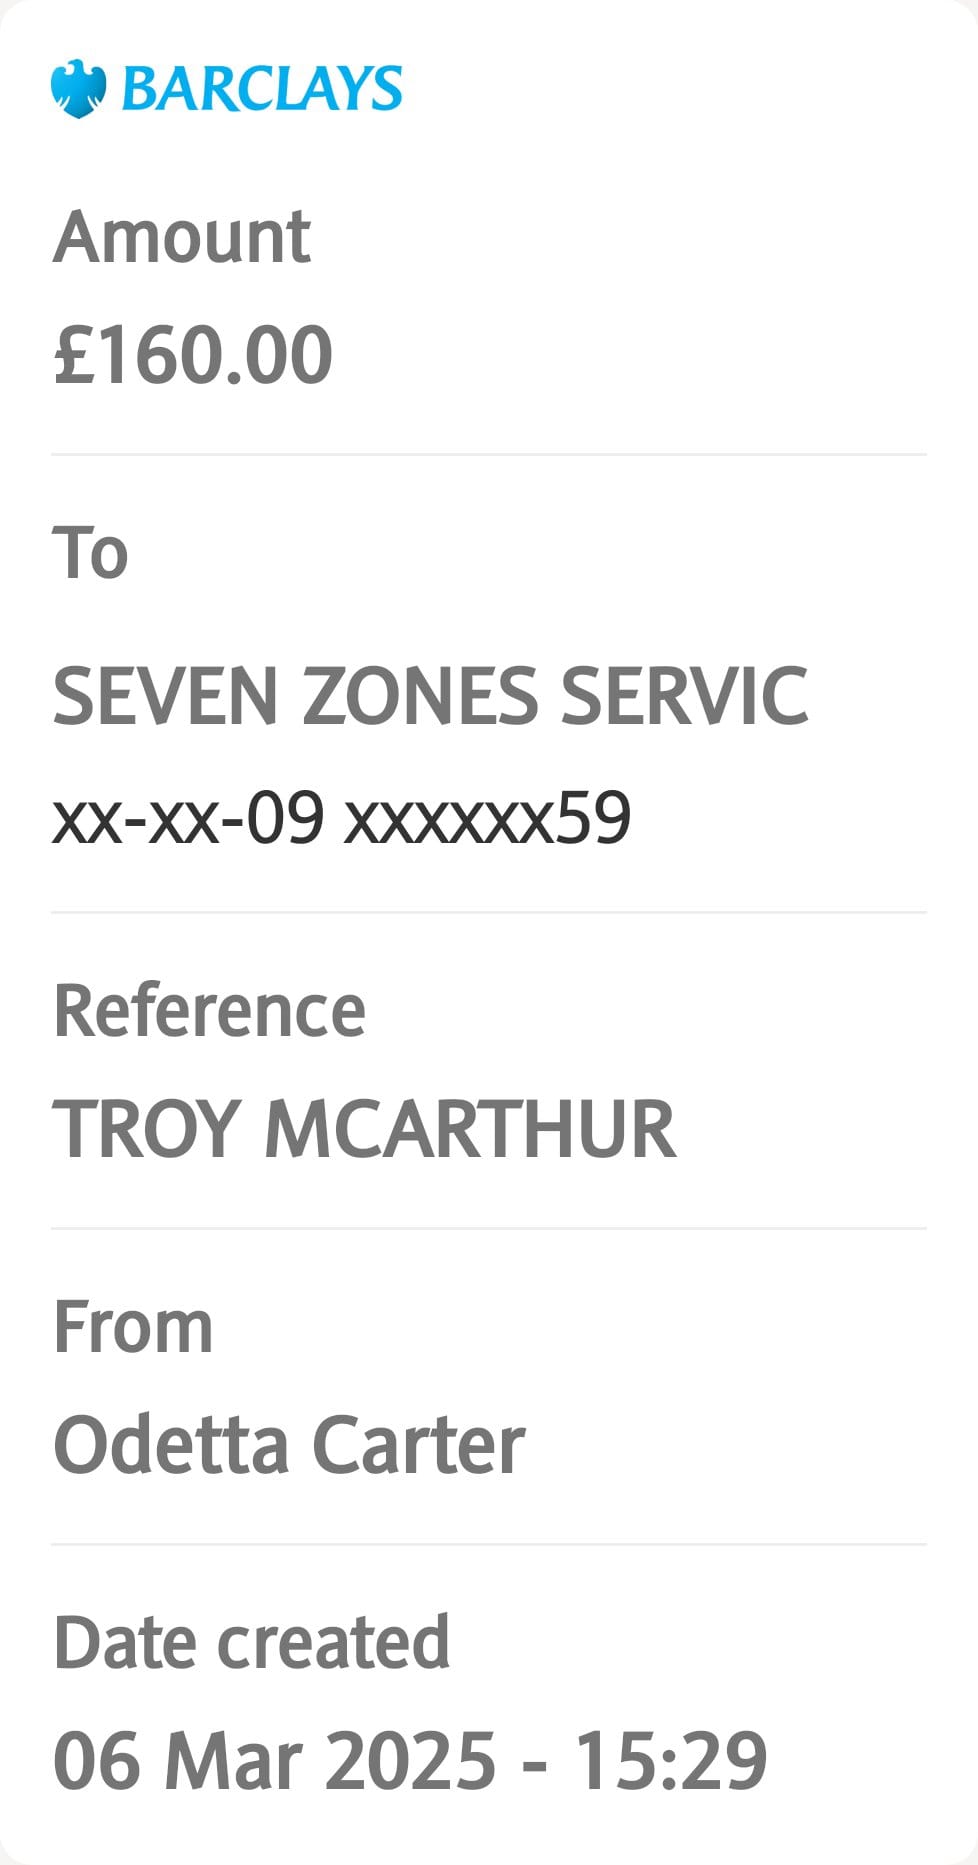 BARCLAYS
Amount
£160.00
To
SEVEN ZONES SERVIC
xx-xx-09 xxxxxx59
Reference
TROY MCARTHUR
From
Odetta Carter
Date created
06 Mar 2025 - 15:29